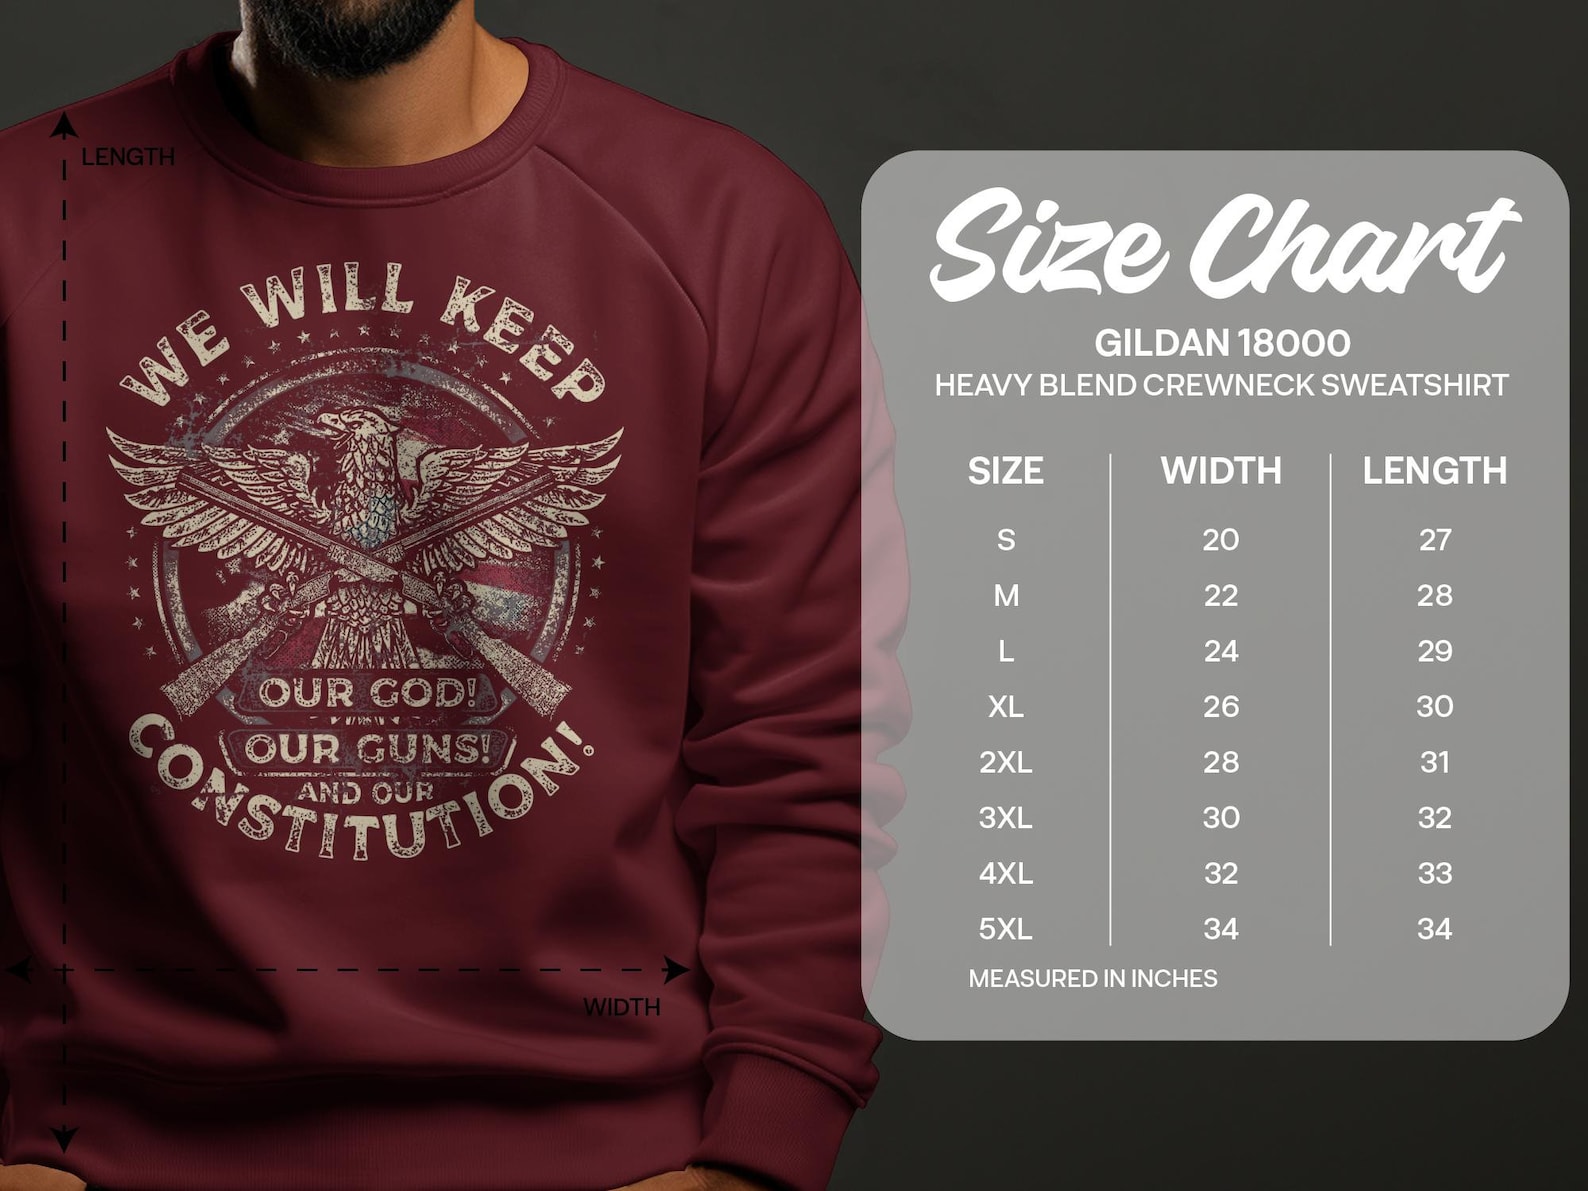 LENGTH
WE WILL KEEP
OUR GOD!
OUR GUNS!
AND OUR
CONSTITUTION!
WIDTH
Size Chart
GILDAN 18000
HEAVY BLEND CREWNECK SWEATSHIRT
SIZE WIDTH LENGTH
S 20 27
M 22 28
L 24 29
XL 26 30
2XL 28 31
3XL 30 32
4XL 32 33
5XL 34 34
MEASURED IN INCHES